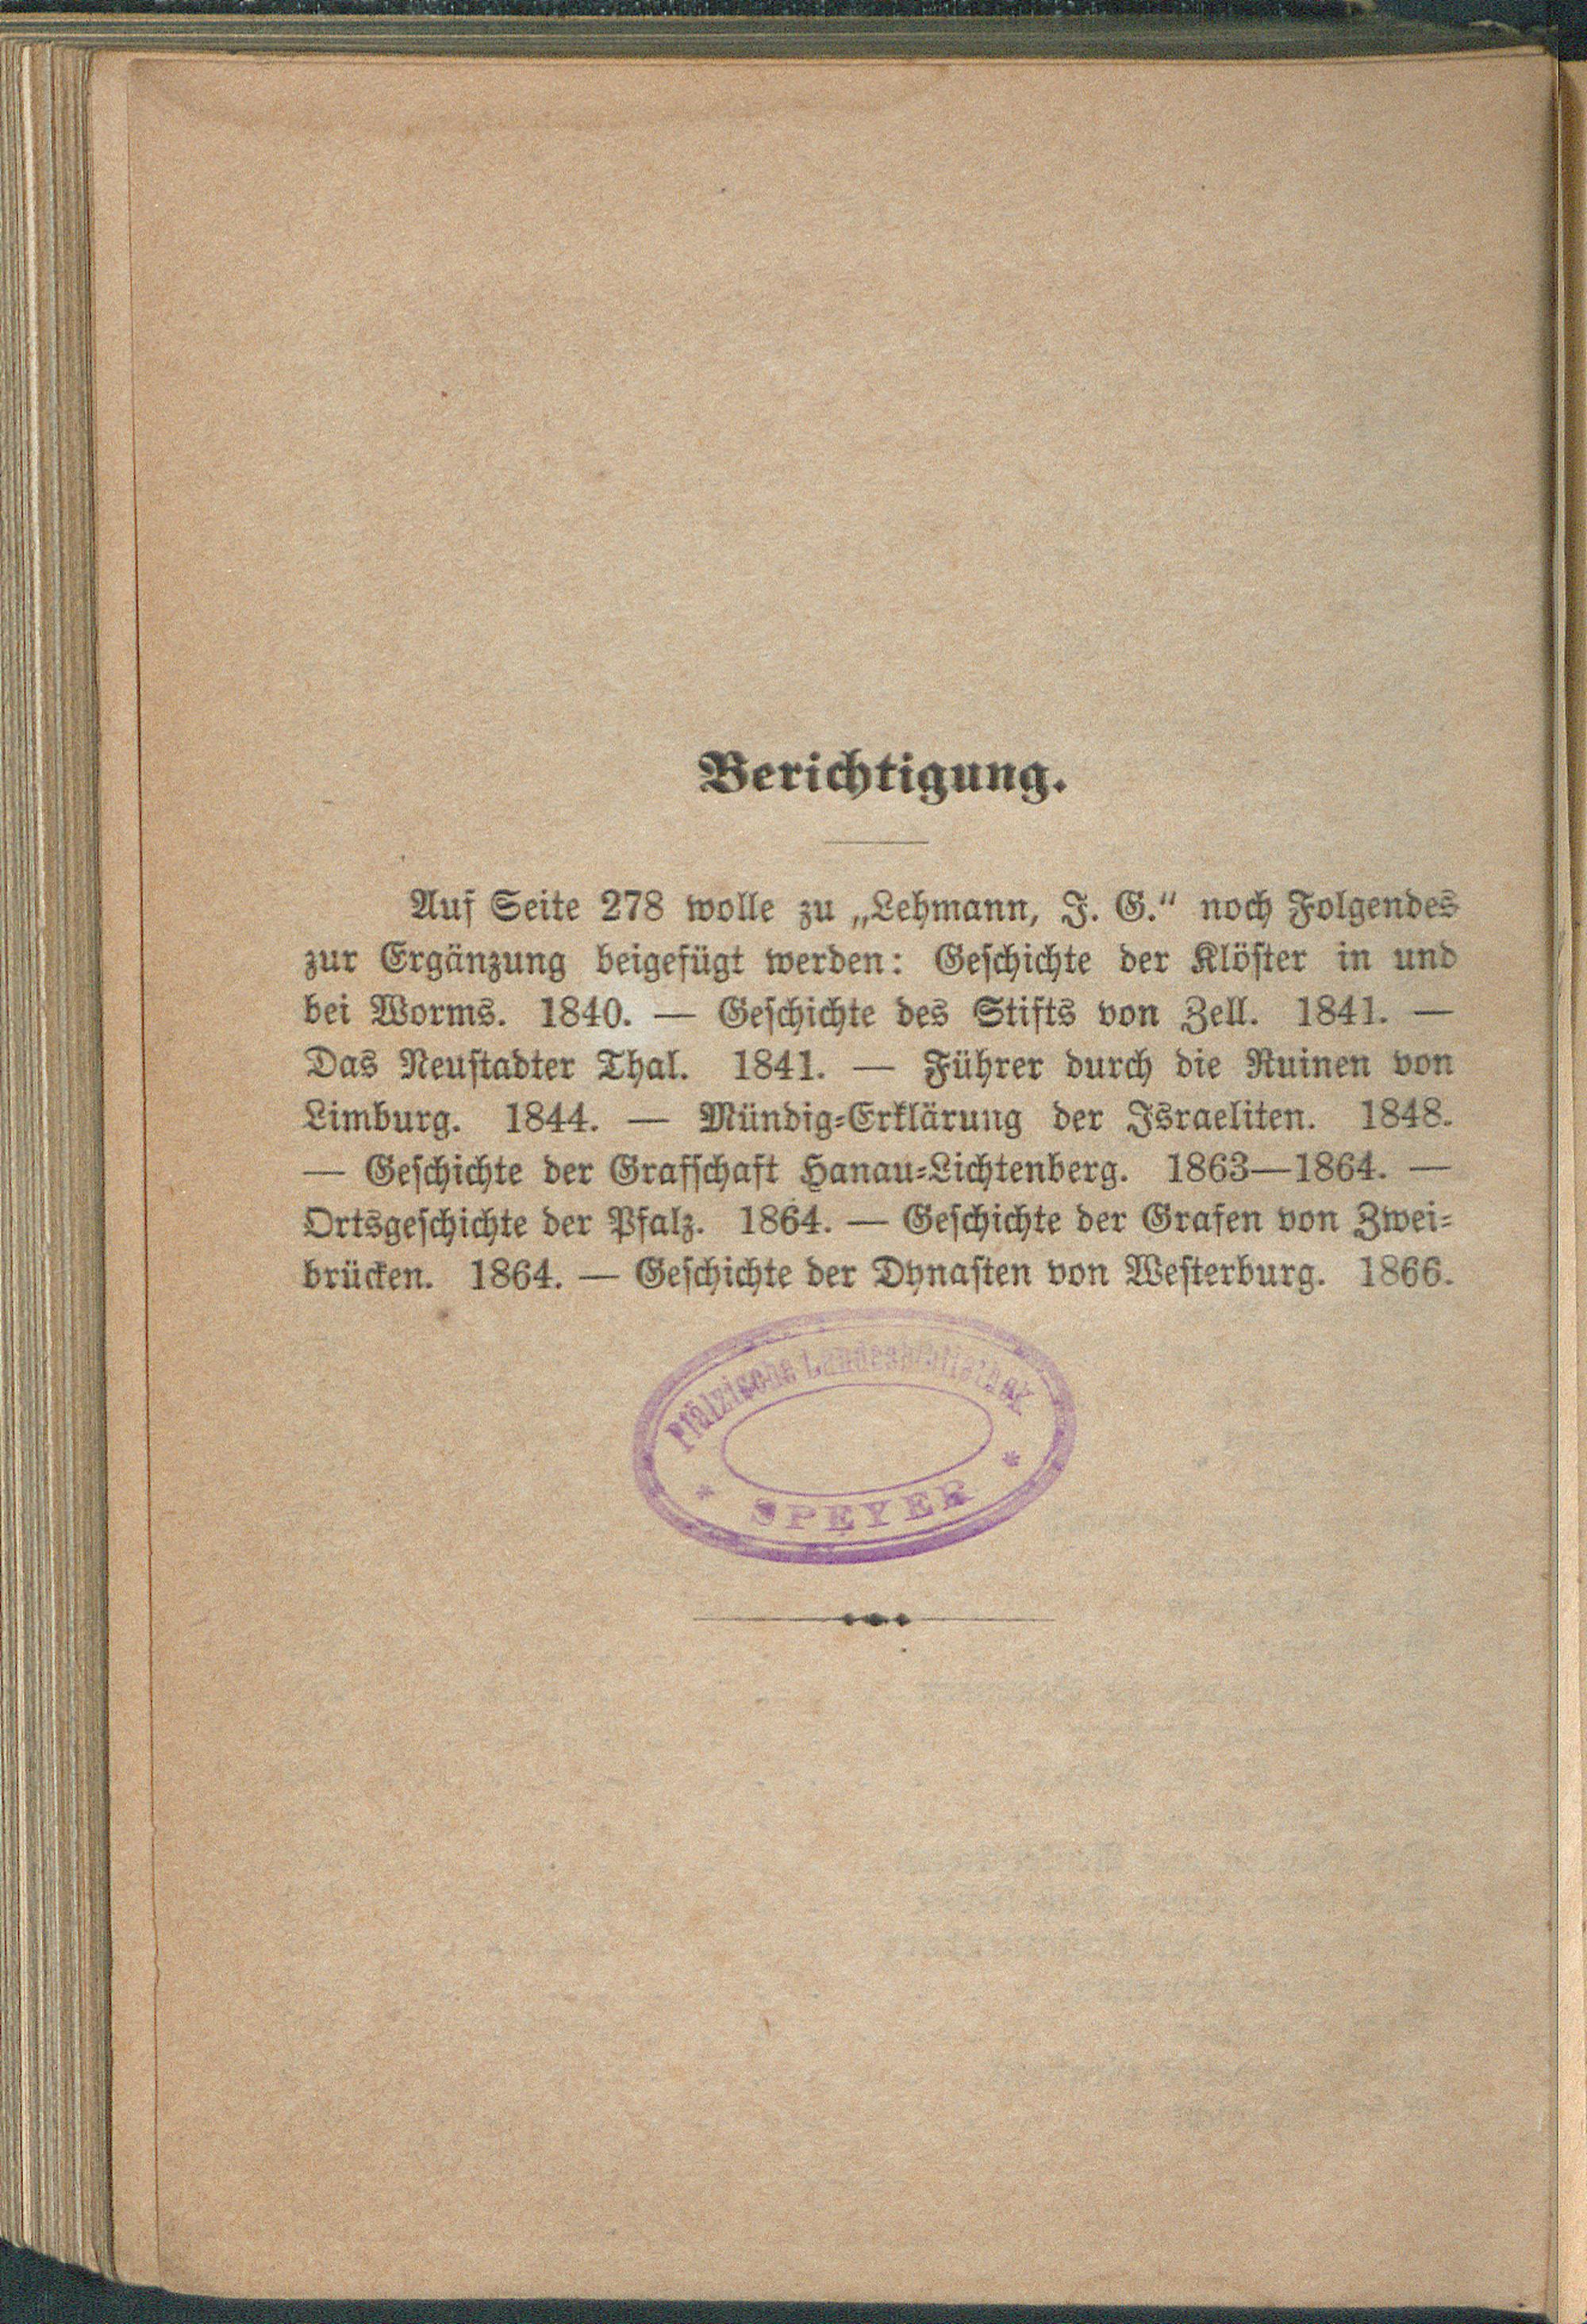 Berichtigung.
Auf Seite 278 wolle zu „Lehmann, J. G.“ noch Folgendes
zur Ergänzung beigefügt werden: Geschichte der Klöster in und
bei Worms. 1840. — Geschichte des Stifts von Zell. 1841. —
Das Neustadter Thal. 1841. — Führer durch die Ruinen von
Limburg. 1844. — Mündig-Erklärung der Israeliten. 1848.
— Geschichte der Grafschaft Hanau-Lichtenberg. 1863—1864. —
Ortsgeschichte der Pfalz. 1864. — Geschichte der Grafen von Zwei-
brücken. 1864. — Geschichte der Dynasten von Westerburg. 1866.
Pfälzische Landesbibliothek
* SPEYER *